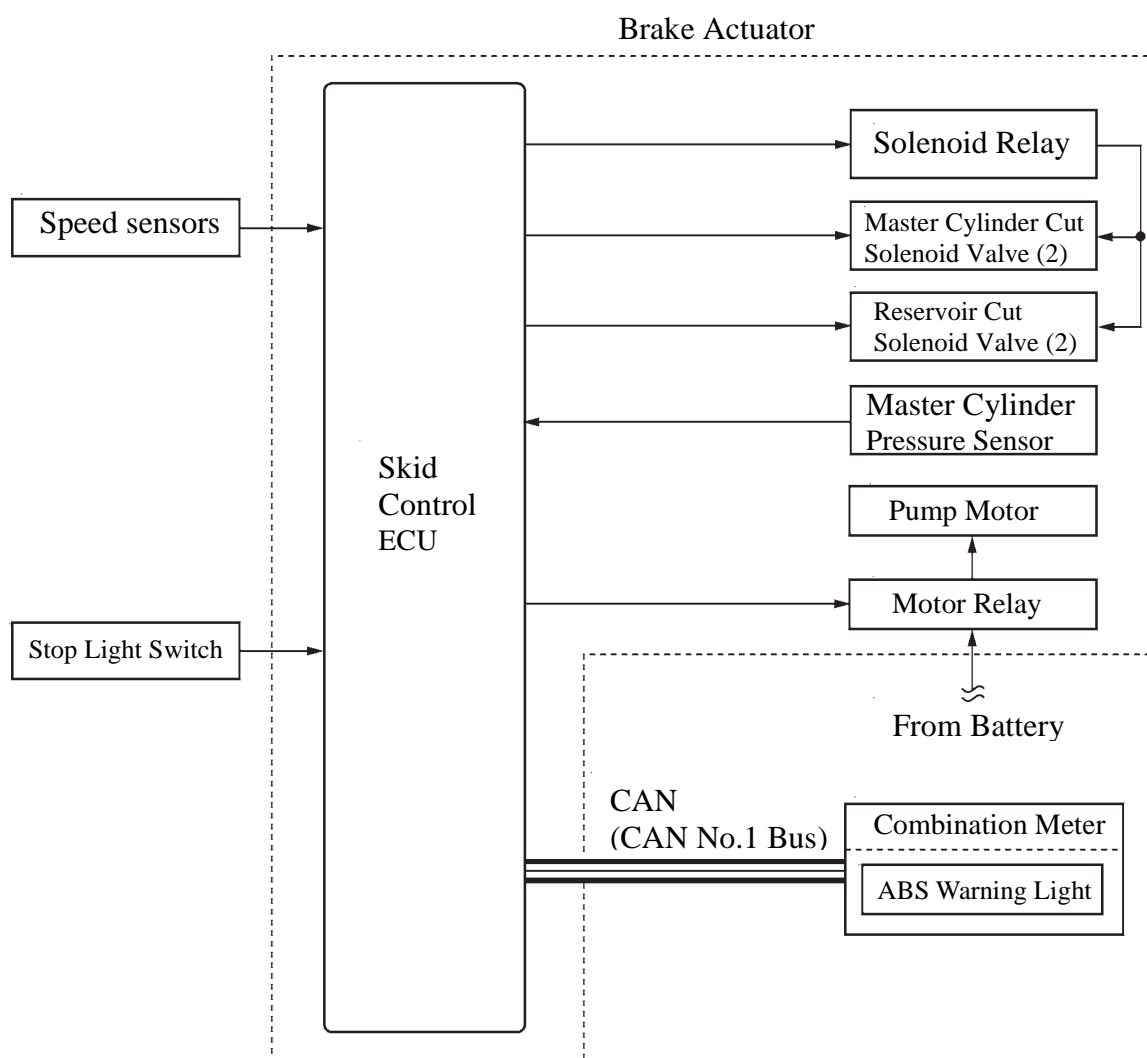 Brake Actuator
Solenoid Relay
Speed sensors
Master Cylinder Cut
Solenoid Valve (2)
Reservoir Cut
Solenoid Valve (2)
Master Cylinder
Pressure Sensor
Skid
Control
ECU
Pump Motor
Motor Relay
Stop Light Switch
From Battery
CAN
(CAN No.1 Bus)
Combination Meter
ABS Warning Light